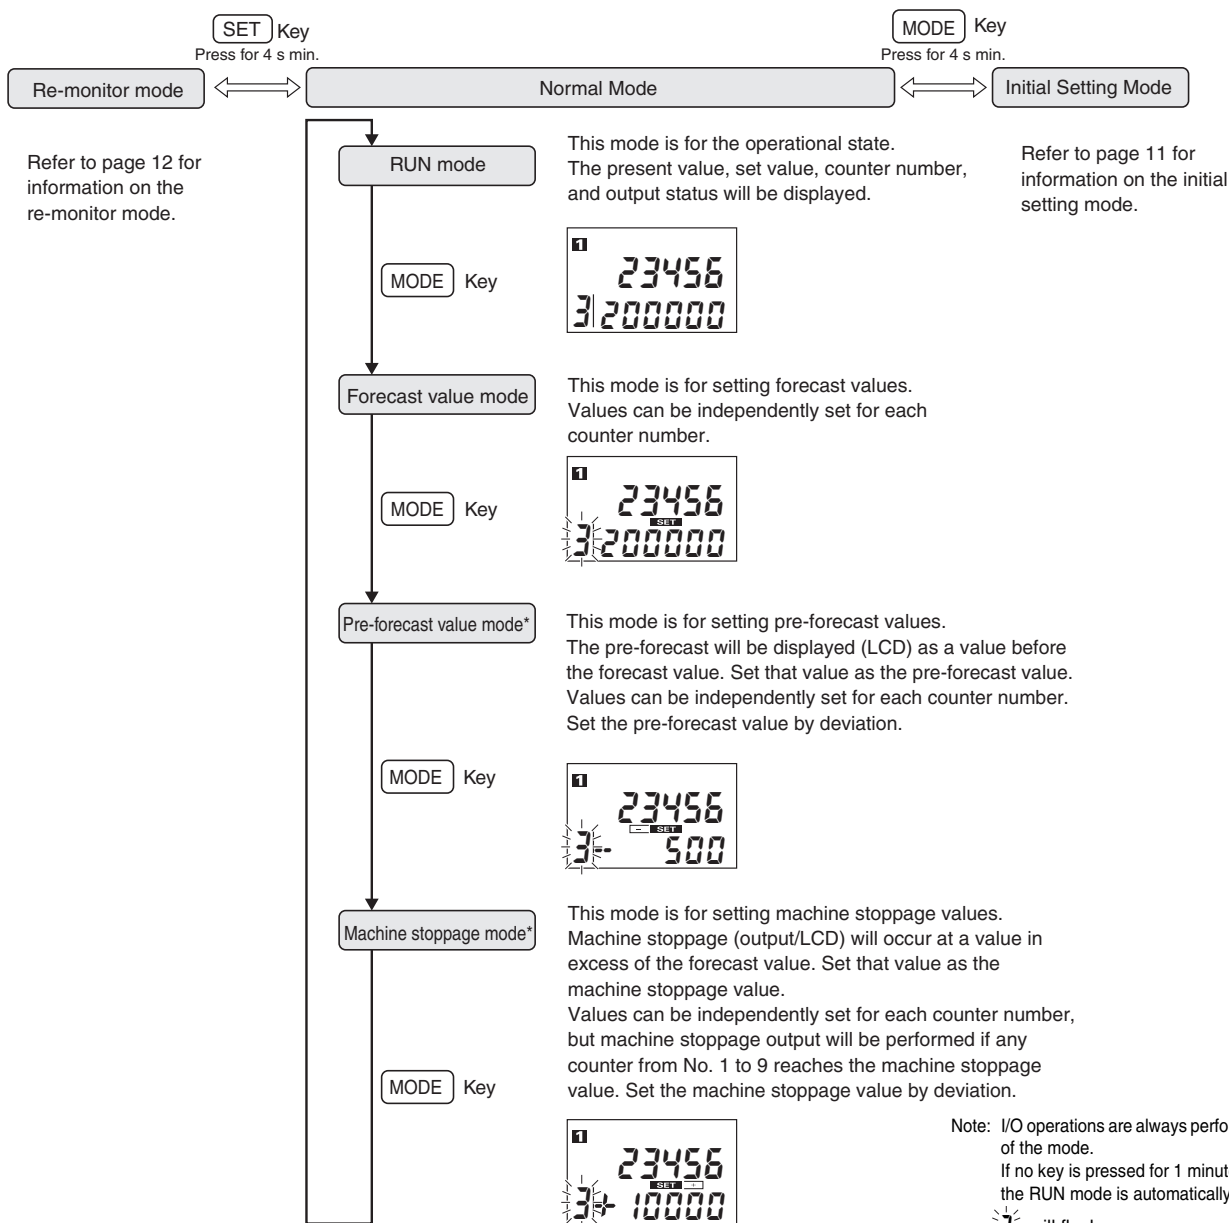 SET Key
Press for 4 s min.
MODE Key
Press for 4 s min.
Re-monitor mode
Normal Mode
Initial Setting Mode
Refer to page 12 for
information on the
re-monitor mode.
RUN mode
This mode is for the operational state.
The present value, set value, counter number,
and output status will be displayed.
Refer to page 11 for
information on the initial
setting mode.
MODE Key
1
23456
3 200000
Forecast value mode
This mode is for setting forecast values.
Values can be independently set for each
counter number.
MODE Key
1
23456
SET
3 200000
Pre-forecast value mode*
This mode is for setting pre-forecast values.
The pre-forecast will be displayed (LCD) as a value before
the forecast value. Set that value as the pre-forecast value.
Values can be independently set for each counter number.
Set the pre-forecast value by deviation.
MODE Key
1
23456
- SET
3 -- 500
Machine stoppage mode*
This mode is for setting machine stoppage values.
Machine stoppage (output/LCD) will occur at a value in
excess of the forecast value. Set that value as the
machine stoppage value.
Values can be independently set for each counter number,
but machine stoppage output will be performed if any
counter from No. 1 to 9 reaches the machine stoppage
value. Set the machine stoppage value by deviation.
MODE Key
1
23456
SET +
3 + 10000
Note: I/O operations are always perfo
of the mode.
If no key is pressed for 1 minut
the RUN mode is automatically
3